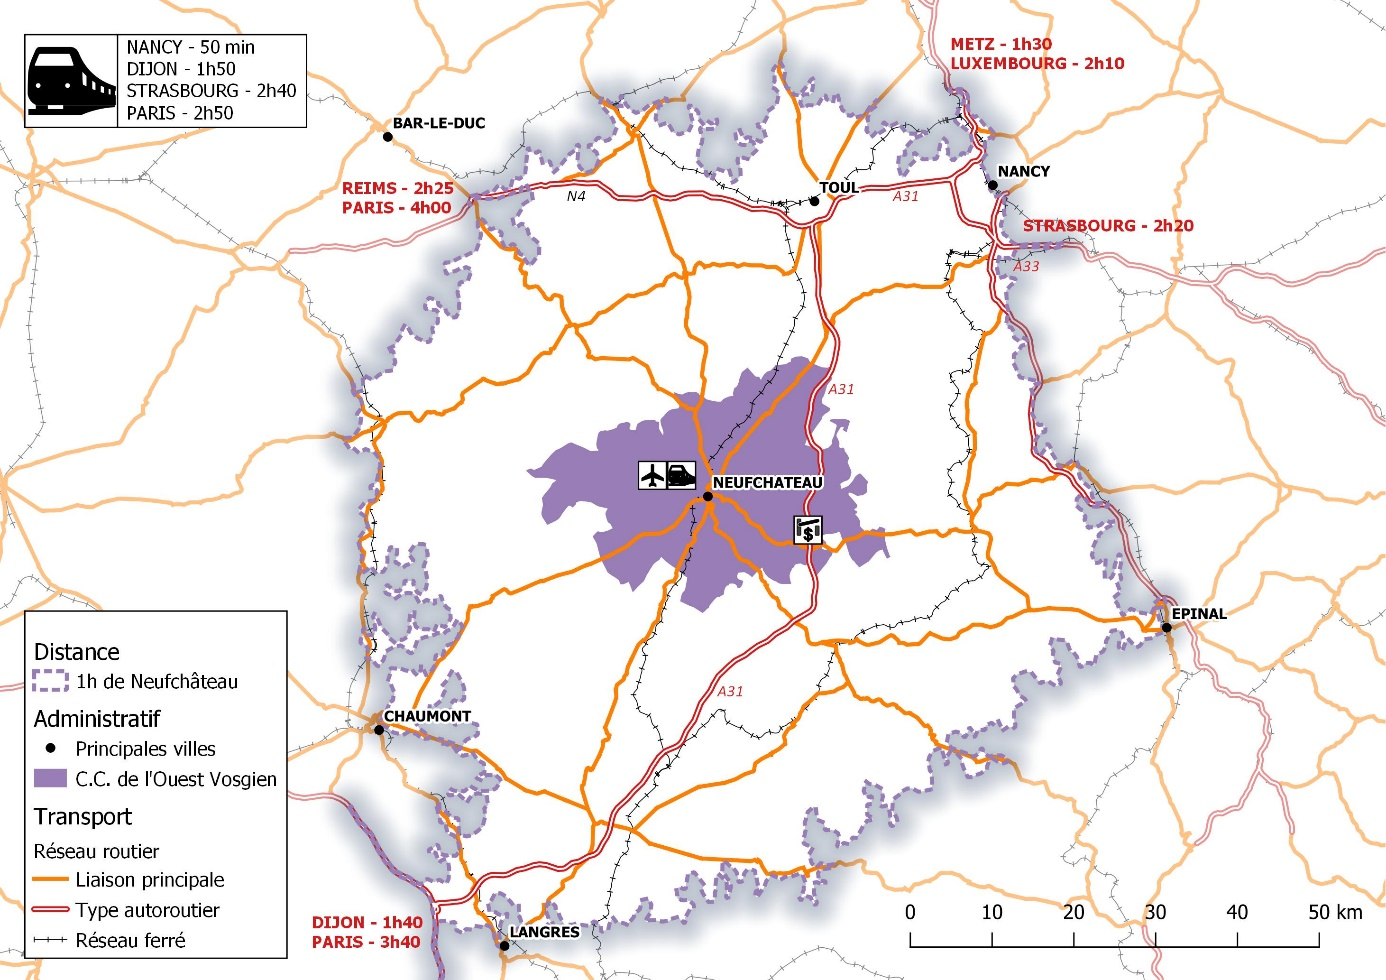 NANCY - 50 min
DIJON - 1h50
STRASBOURG - 2h40
PARIS - 2h50
METZ - 1h30
LUXEMBOURG - 2h10
BAR-LE-DUC
NANCY
REIMS - 2h25
PARIS - 4h00
N4
TOUL
A31
STRASBOURG - 2h20
A33
A31
NEUFCHATEAU
$
EPINAL
A31
CHAUMONT
Distance
1h de Neufchâteau
Administratif
Principales villes
C.C. de l'Ouest Vosgien
Transport
Réseau routier
Liaison principale
Type autoroutier
Réseau ferré
DIJON - 1h40
PARIS - 3h40
LANGRES
0 10 20 30 40 50 km